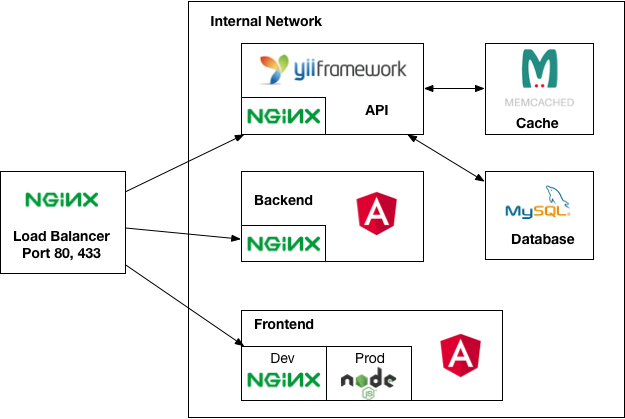 Internal Network
yiiframework
NGINX
API
MEMCACHED
Cache
NGINX
Load Balancer
Port 80, 433
Backend
A
NGINX
MySQL
Database
Frontend
Dev
NGINX
Prod
node
JS
A